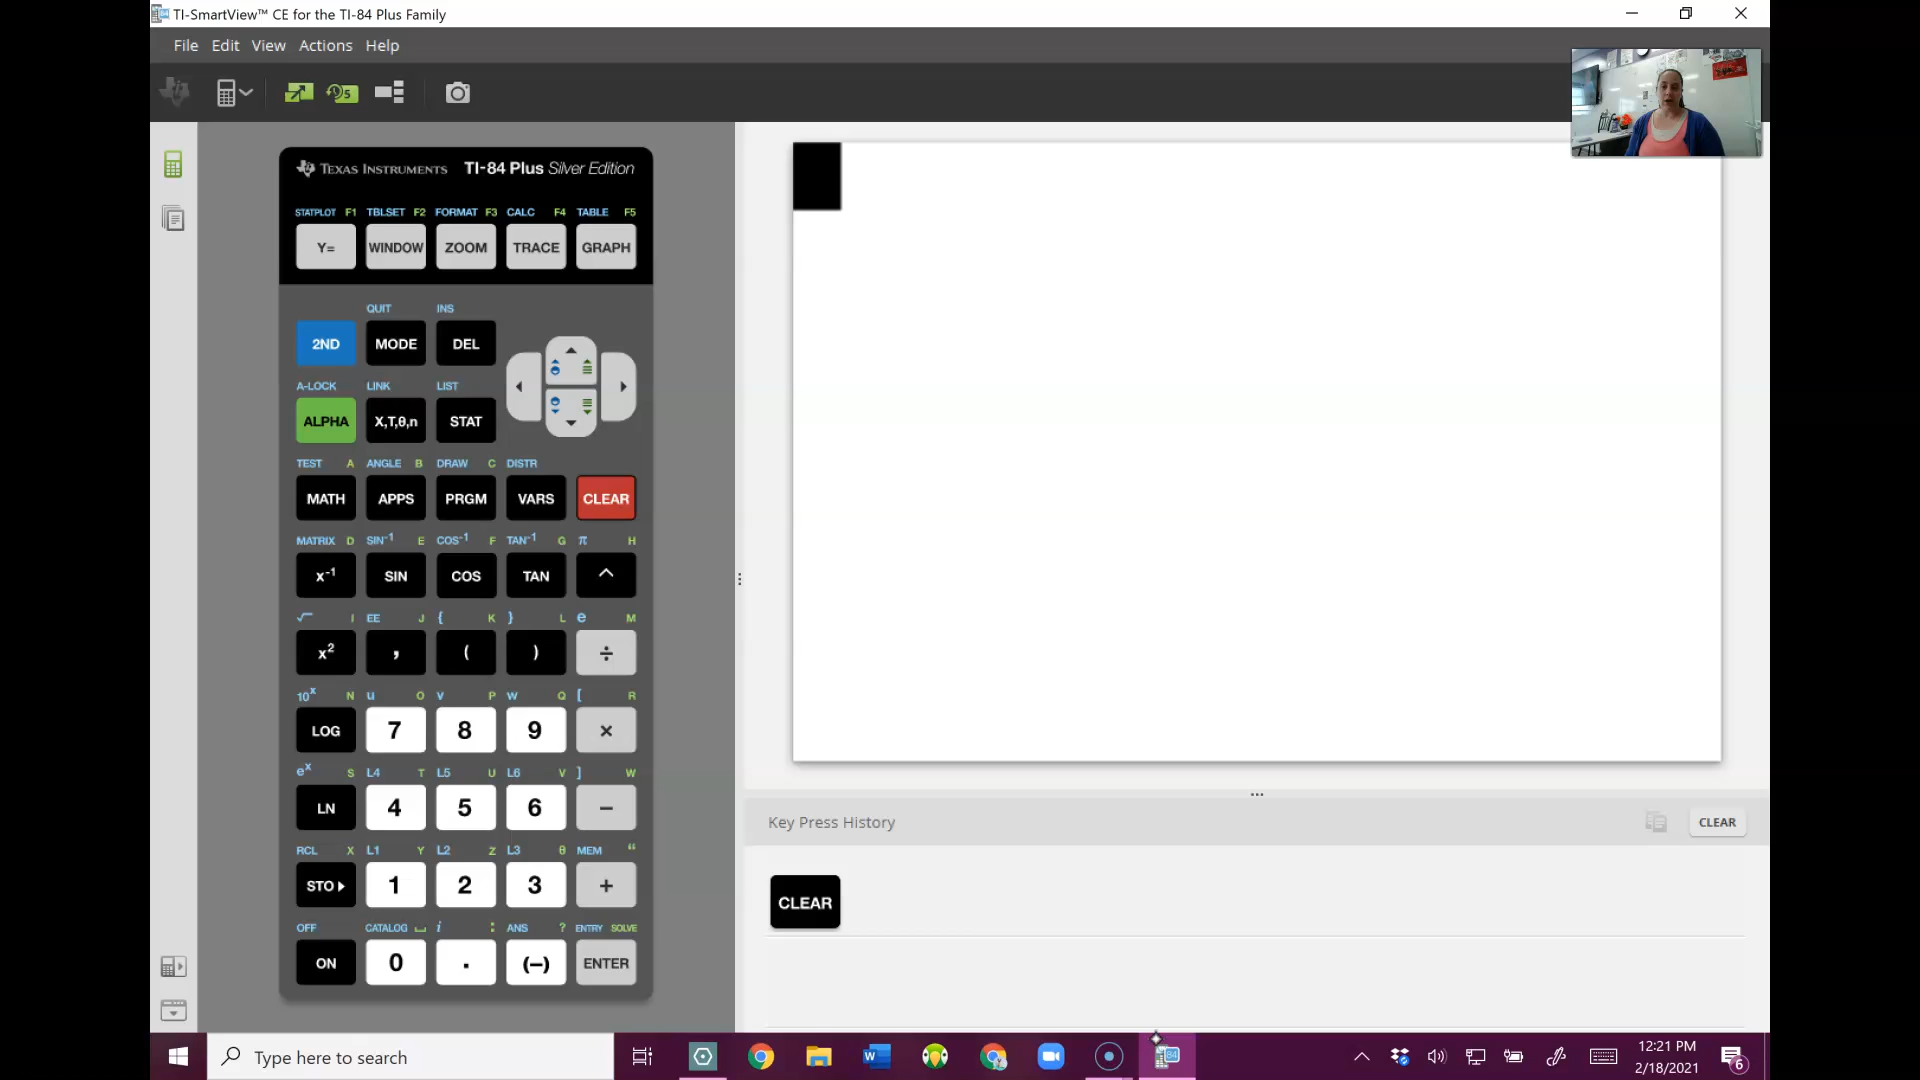 TI-SmartView™ CE for the TI-84 Plus Family
File Edit View Actions Help
5
TEXAS INSTRUMENTS TI-84 Plus Silver Edition
STATPLOT F1 TBLSET F2 FORMAT F3 CALC F4 TABLE F5
Y= WINDOW ZOOM TRACE GRAPH
QUIT INS
2ND MODE DEL
A-LOCK LINK LIST
ALPHA X,T,θ,n STAT
TEST A ANGLE B DRAW C DISTR
MATH APPS PRGM VARS CLEAR
MATRIX D SIN⁻¹ E COS⁻¹ F TAN⁻¹ G π H
x⁻¹ SIN COS TAN ^
√ I EE J { K } L e M
x² , ( ) ÷
10ˣ N u O v P w Q [ R
LOG 7 8 9 ×
eˣ S L4 T L5 U L6 V ] W
LN 4 5 6 −
RCL X L1 Y L2 Z L3 θ MEM “
STO▸ 1 2 3 +
OFF CATALOG ⎵ i : ANS ? ENTRY SOLVE
ON 0 . (−) ENTER
Key Press History CLEAR
CLEAR
Type here to search
84
12:21 PM
2/18/2021
6